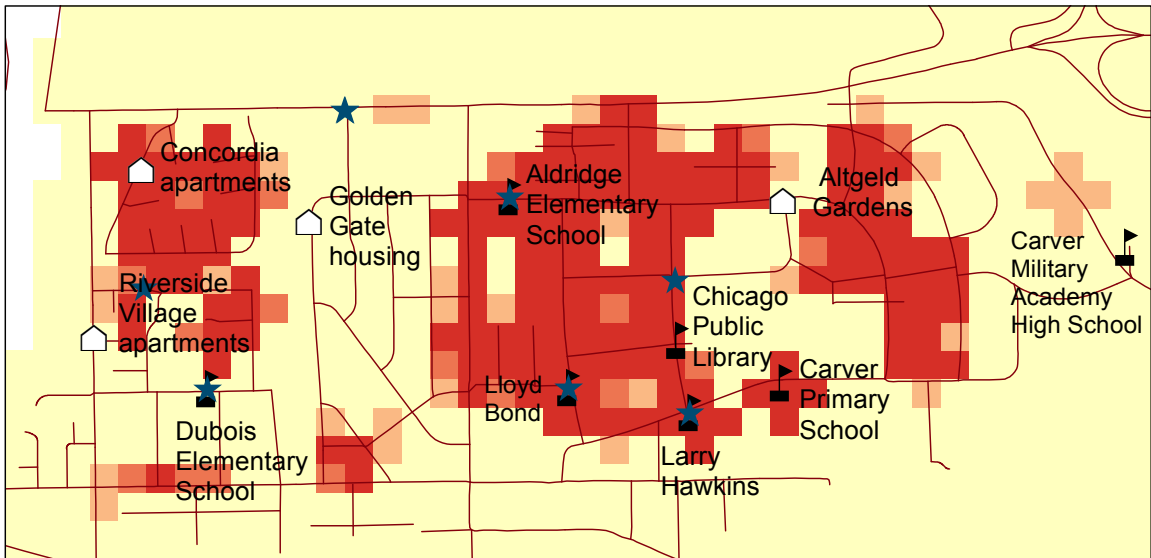 Concordia
apartments
Golden
Gate
housing
Aldridge
Elementary
School
Altgeld
Gardens
Carver
Military
Academy
High School
Riverside
Village
apartments
Chicago
Public
Library
Lloyd
Bond
Carver
Primary
School
Dubois
Elementary
School
Larry
Hawkins